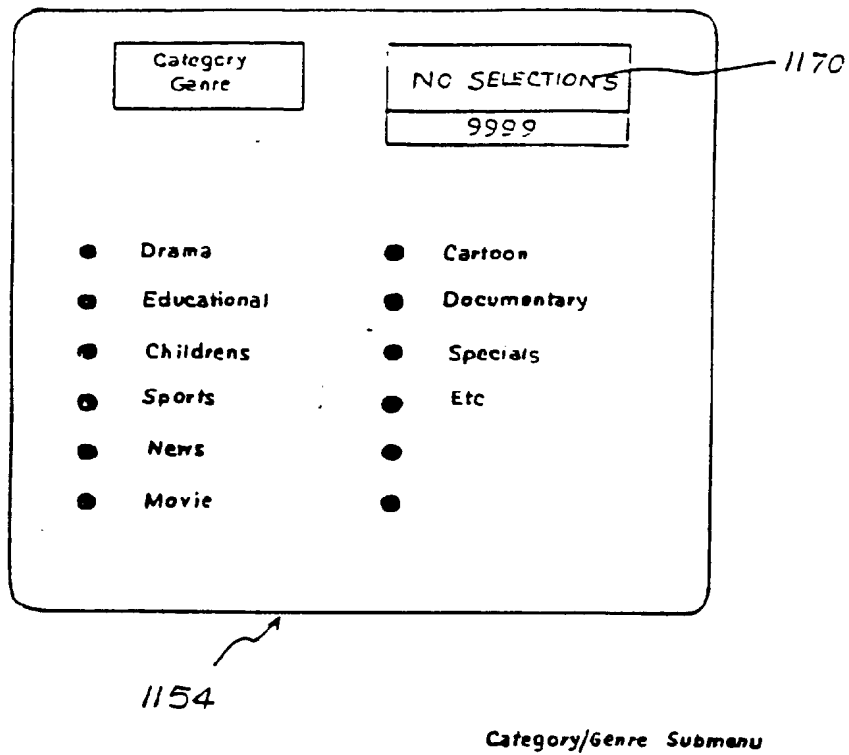 Category
Genre
NO SELECTIONS
1170
9999
Drama
Cartoon
Educational
Documentary
Childrens
Specials
Sports
Etc
News
Movie
1154
Category/Genre Submenu